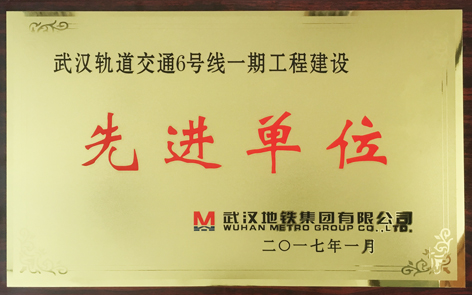 武汉轨道交通6号线一期工程建设
先进单位
武汉地铁集团有限公司
WUHAN METRO GROUP CO.,LTD.
二〇一七年一月